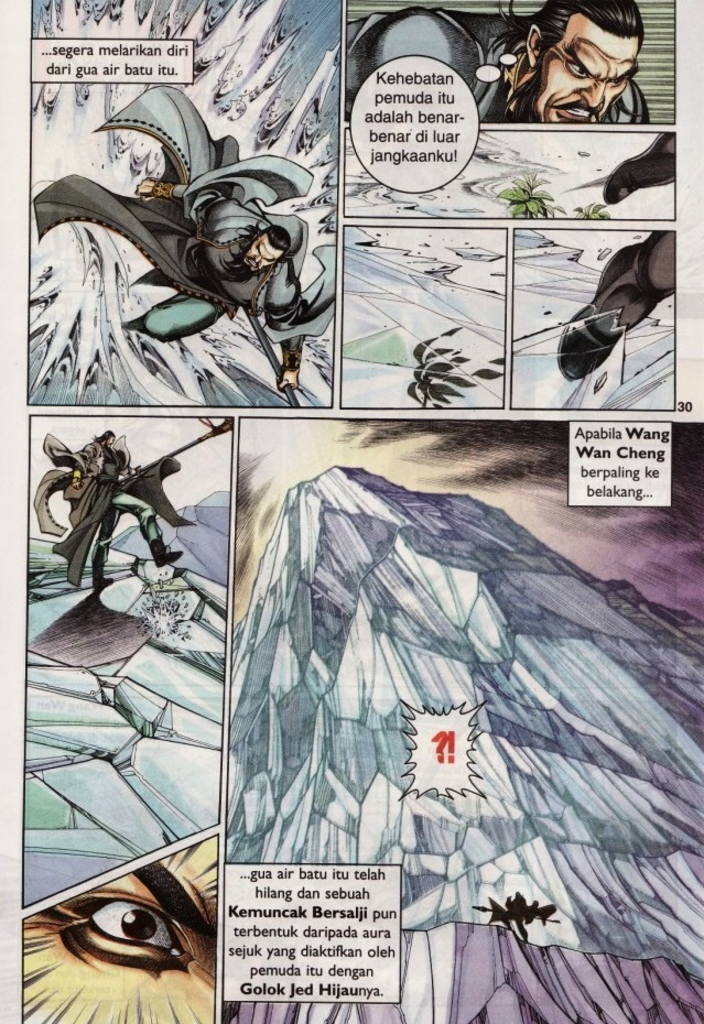 ...segera melarikan diri
dari gua air batu itu.
Kehebatan
pemuda itu
adalah benar-
benar di luar
jangkaanku!
30
Apabila Wang
Wan Cheng
berpaling ke
belakang...
?!
...gua air batu itu telah
hilang dan sebuah
Kemuncak Bersalji pun
terbentuk daripada aura
sejuk yang diaktifkan oleh
pemuda itu dengan
Golok Jed Hijaunya.